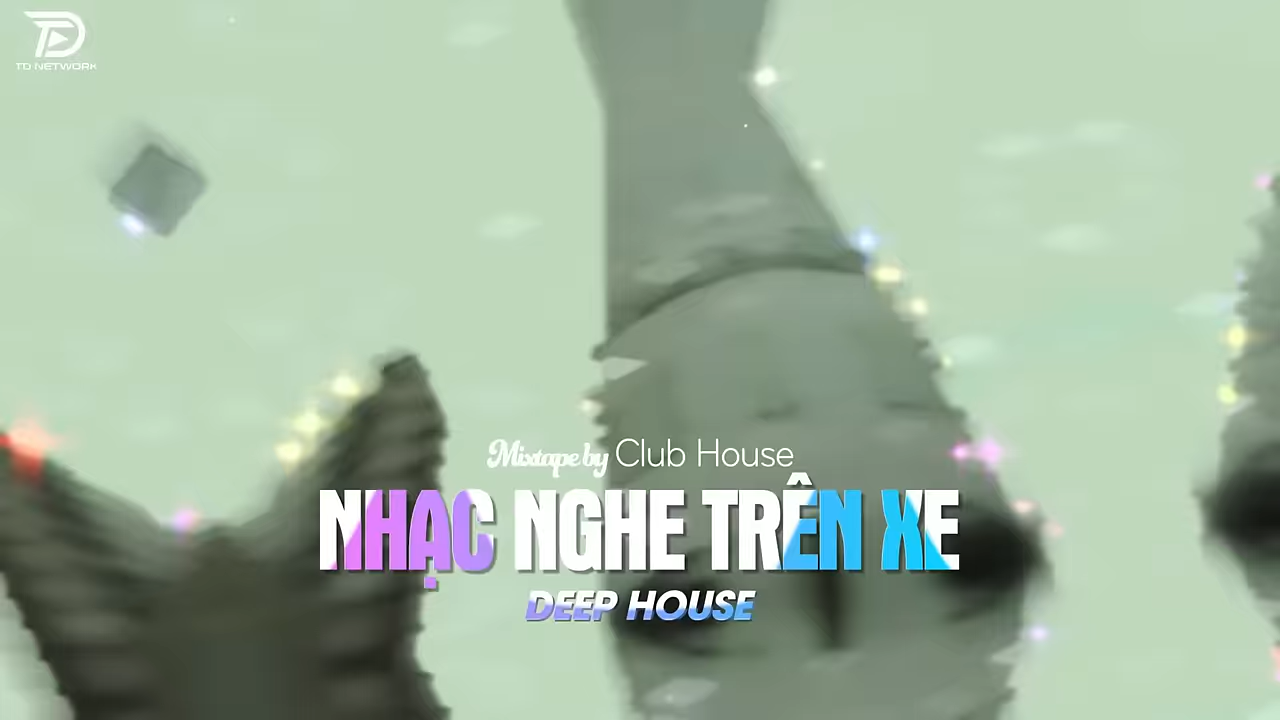 TD NETWORK
Mixtape by Club House
NHẠC NGHE TRÊN XE
DEEP HOUSE